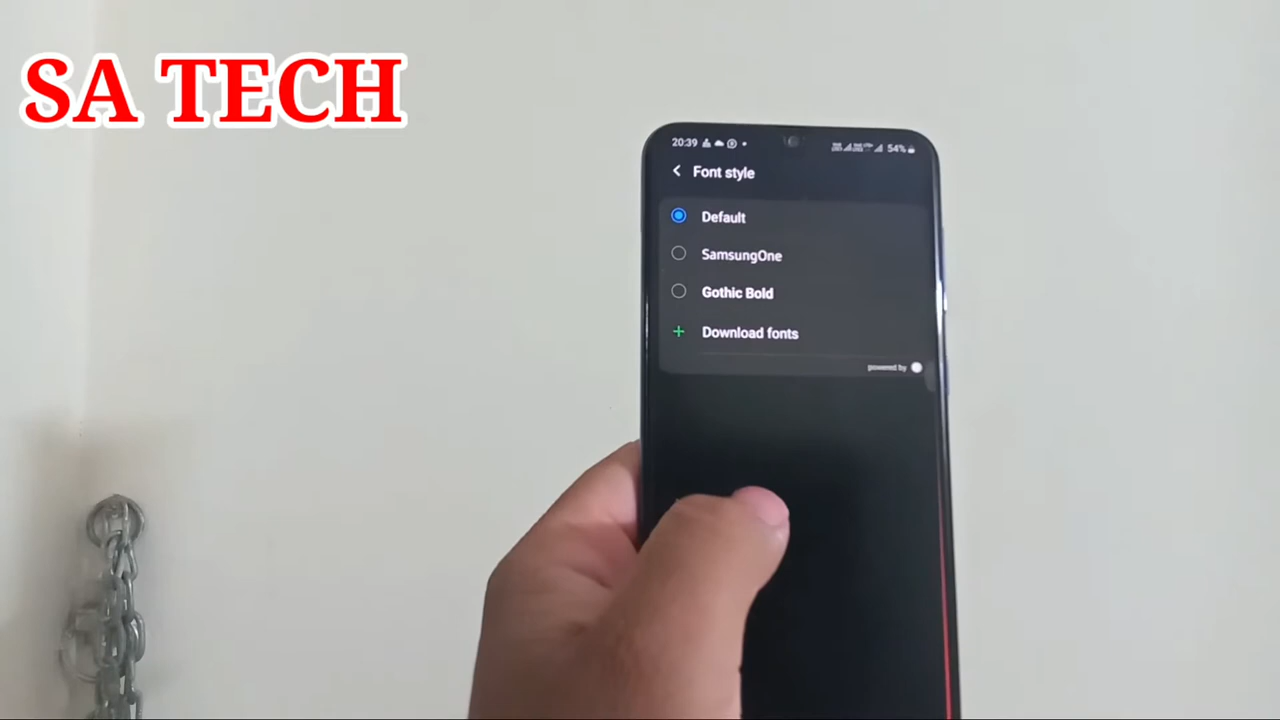 SA TECH
20:39
54%
Font style
Default
SamsungOne
Gothic Bold
Download fonts
powered by